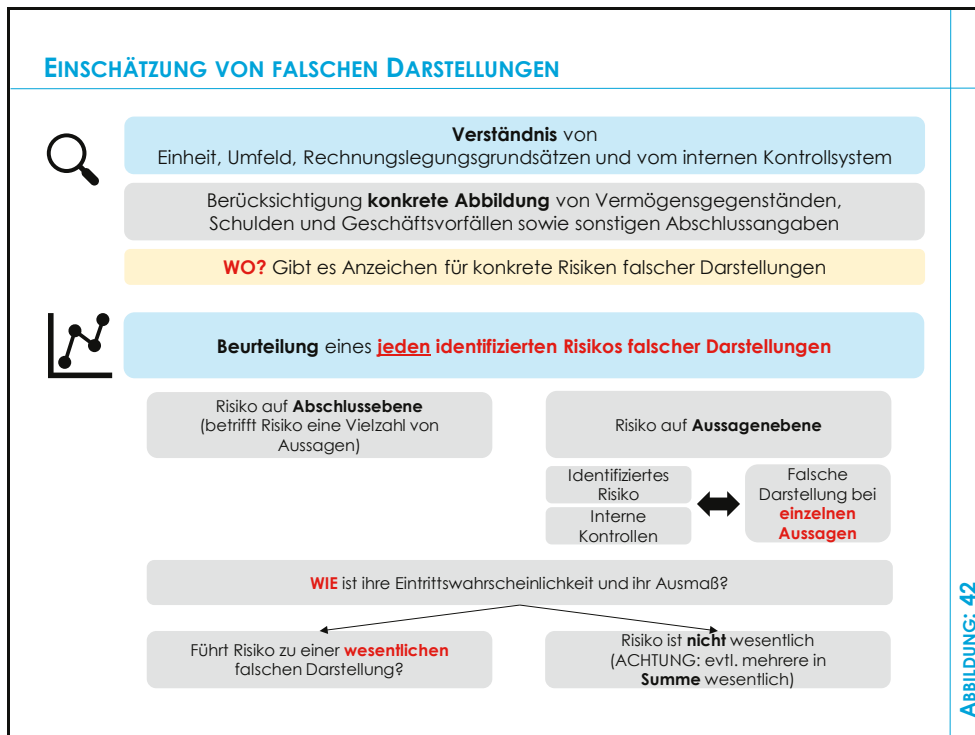 EINSCHÄTZUNG VON FALSCHEN DARSTELLUNGEN
Verständnis von
Einheit, Umfeld, Rechnungslegungsgrundsätzen und vom internen Kontrollsystem
Berücksichtigung konkrete Abbildung von Vermögensgegenständen,
Schulden und Geschäftsvorfällen sowie sonstigen Abschlussangaben
WO? Gibt es Anzeichen für konkrete Risiken falscher Darstellungen
Beurteilung eines jeden identifizierten Risikos falscher Darstellungen
Risiko auf Abschlussebene
(betrifft Risiko eine Vielzahl von
Aussagen)
Risiko auf Aussagenebene
Identifiziertes
Risiko
Interne
Kontrollen
Falsche
Darstellung bei
einzelnen
Aussagen
WIE ist ihre Eintrittswahrscheinlichkeit und ihr Ausmaß?
Führt Risiko zu einer wesentlichen
falschen Darstellung?
Risiko ist nicht wesentlich
(ACHTUNG: evtl. mehrere in
Summe wesentlich)
ABBILDUNG: 42